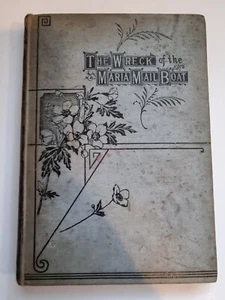 THE WRECK of the
MARIA MAIL BOAT